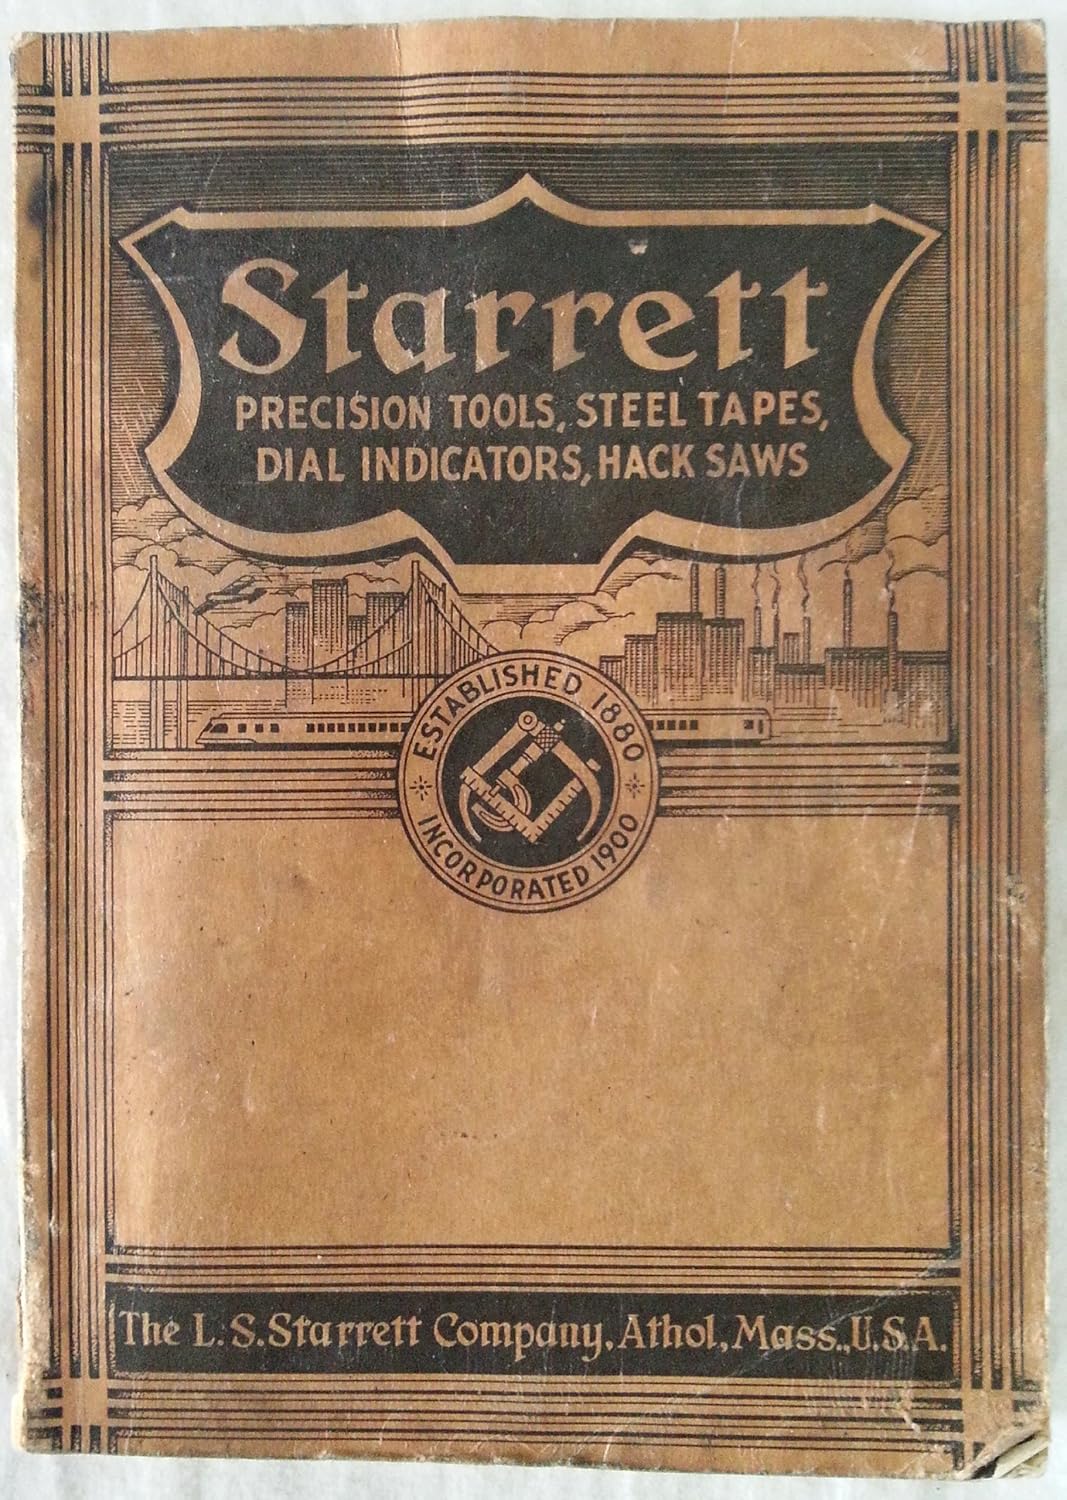 Starrett
PRECISION TOOLS, STEEL TAPES,
DIAL INDICATORS, HACK SAWS
ESTABLISHED 1880
INCORPORATED 1900
The L.S. Starrett Company, Athol, Mass., U.S.A.